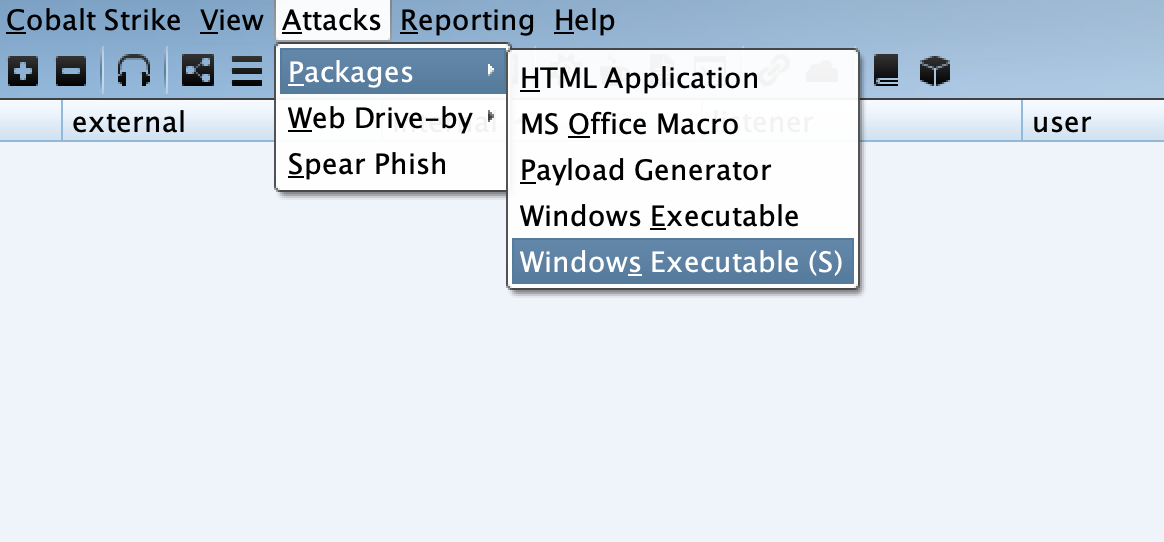 Cobalt Strike View Attacks Reporting Help
Packages
Web Drive-by
Spear Phish
HTML Application
MS Office Macro
Payload Generator
Windows Executable
Windows Executable (S)
external internal listener user